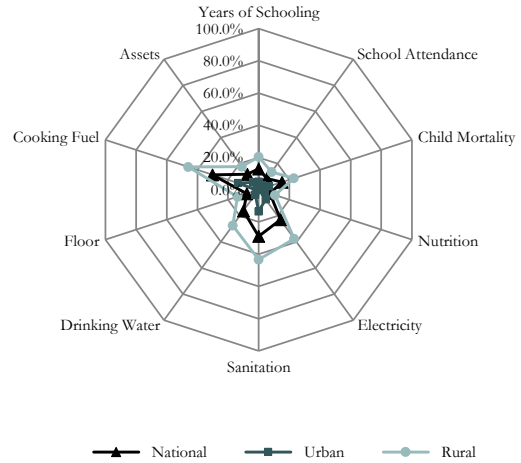 Years of Schooling
100.0%
Assets
School Attendance
80.0%
60.0%
40.0%
Cooking Fuel
Child Mortality
20.0%
0.0%
Floor
Nutrition
Drinking Water
Electricity
Sanitation
National Urban Rural